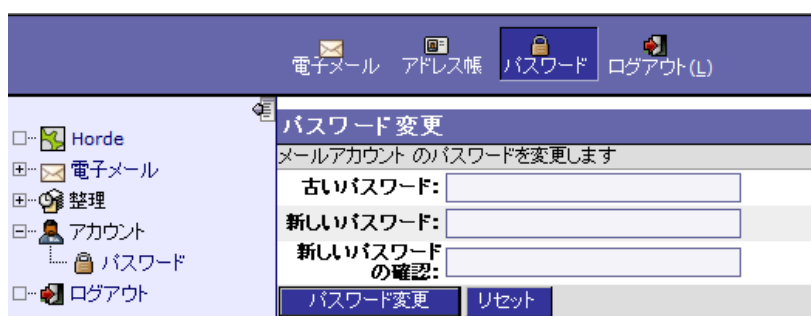 電子メール アドレス帳 パスワード ログアウト(L)
Horde
電子メール
整理
アカウント
パスワード
ログアウト
パスワード変更
メールアカウント のパスワードを変更します
古いパスワード:
新しいパスワード:
新しいパスワード
の確認:
パスワード変更 リセット